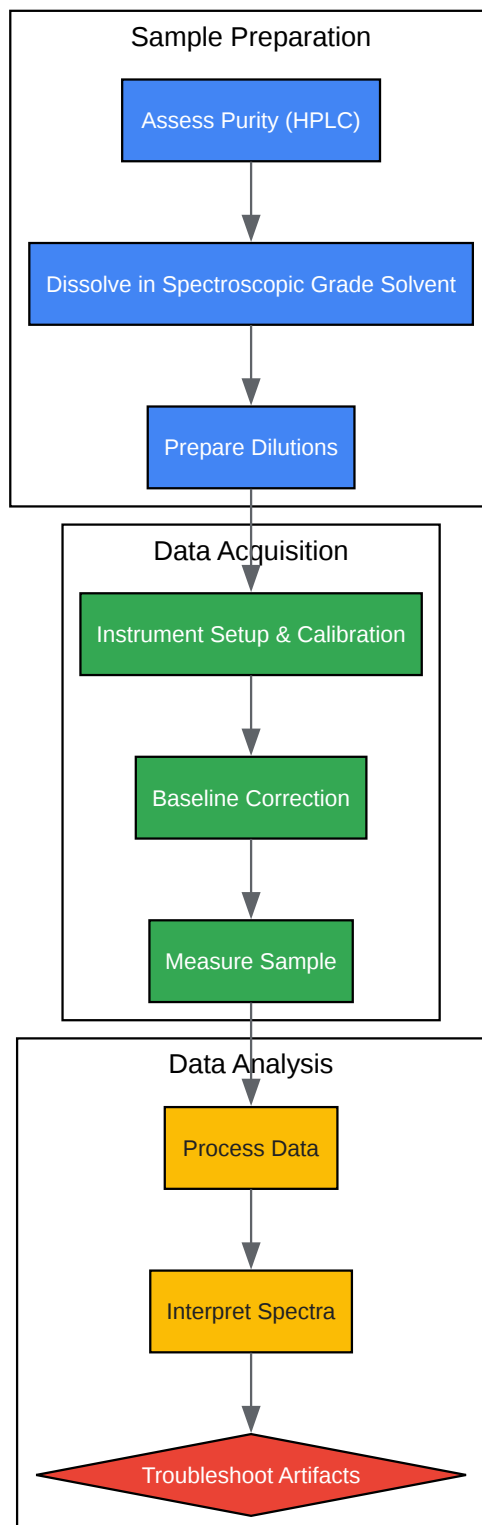 Sample Preparation
Assess Purity (HPLC)
Dissolve in Spectroscopic Grade Solvent
Prepare Dilutions
Data Acquisition
Instrument Setup & Calibration
Baseline Correction
Measure Sample
Data Analysis
Process Data
Interpret Spectra
Troubleshoot Artifacts